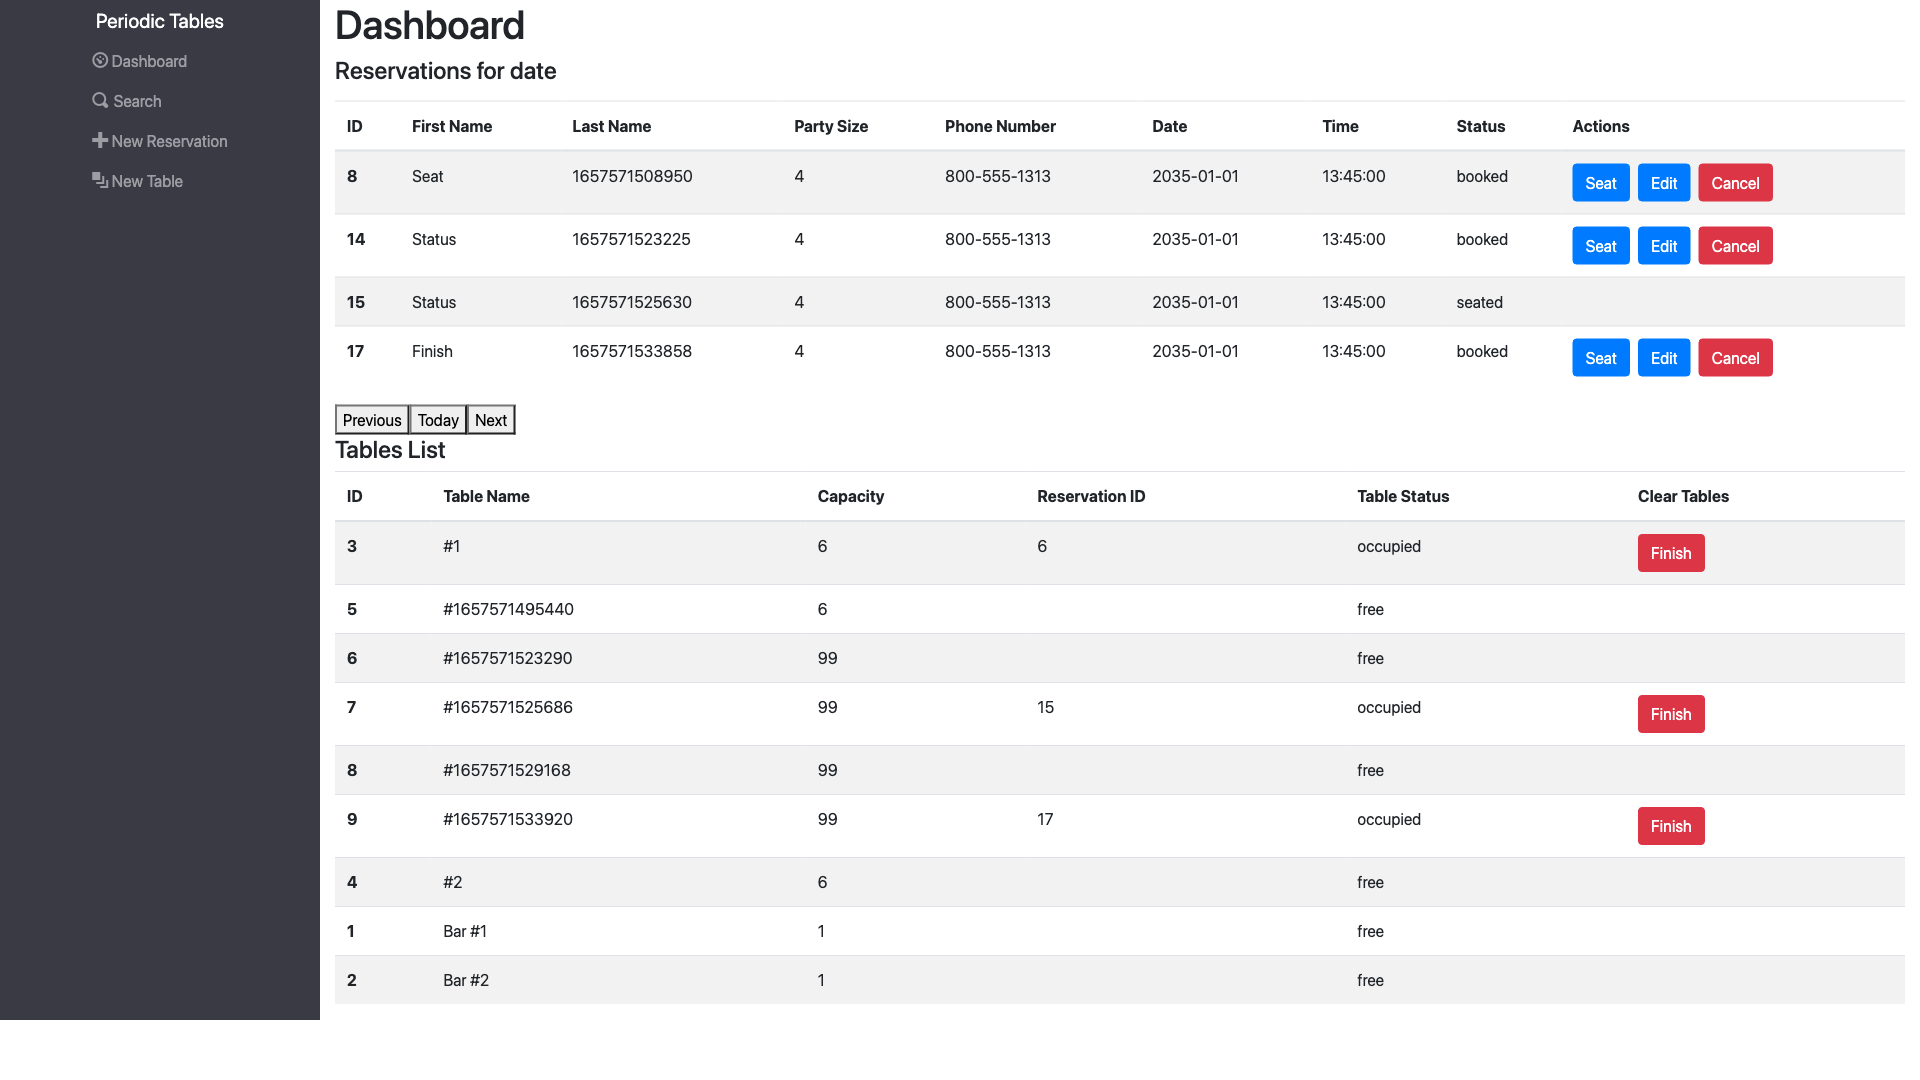 Periodic Tables
Dashboard
Search
New Reservation
New Table
Dashboard
Reservations for date
ID First Name Last Name Party Size Phone Number Date Time Status Actions
8 Seat 1657571508950 4 800-555-1313 2035-01-01 13:45:00 booked Seat Edit Cancel
14 Status 1657571523225 4 800-555-1313 2035-01-01 13:45:00 booked Seat Edit Cancel
15 Status 1657571525630 4 800-555-1313 2035-01-01 13:45:00 seated
17 Finish 1657571533858 4 800-555-1313 2035-01-01 13:45:00 booked Seat Edit Cancel
Previous Today Next
Tables List
ID Table Name Capacity Reservation ID Table Status Clear Tables
3 #1 6 6 occupied Finish
5 #1657571495440 6 free
6 #1657571523290 99 free
7 #1657571525686 99 15 occupied Finish
8 #1657571529168 99 free
9 #1657571533920 99 17 occupied Finish
4 #2 6 free
1 Bar #1 1 free
2 Bar #2 1 free